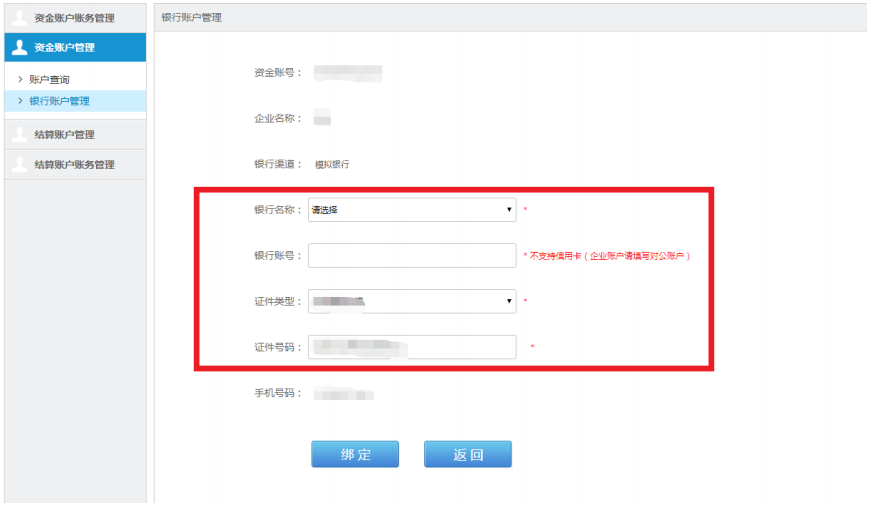 资金账户账务管理
资金账户管理
账户查询
银行账户管理
结算账户管理
结算账户账务管理
银行账户管理
资金账号：
企业名称：
银行渠道： 模拟银行
银行名称： 请选择 *
银行账号： * 不支持信用卡（企业账户请填写对公账户）
证件类型： *
证件号码： *
手机号码：
绑定 返回